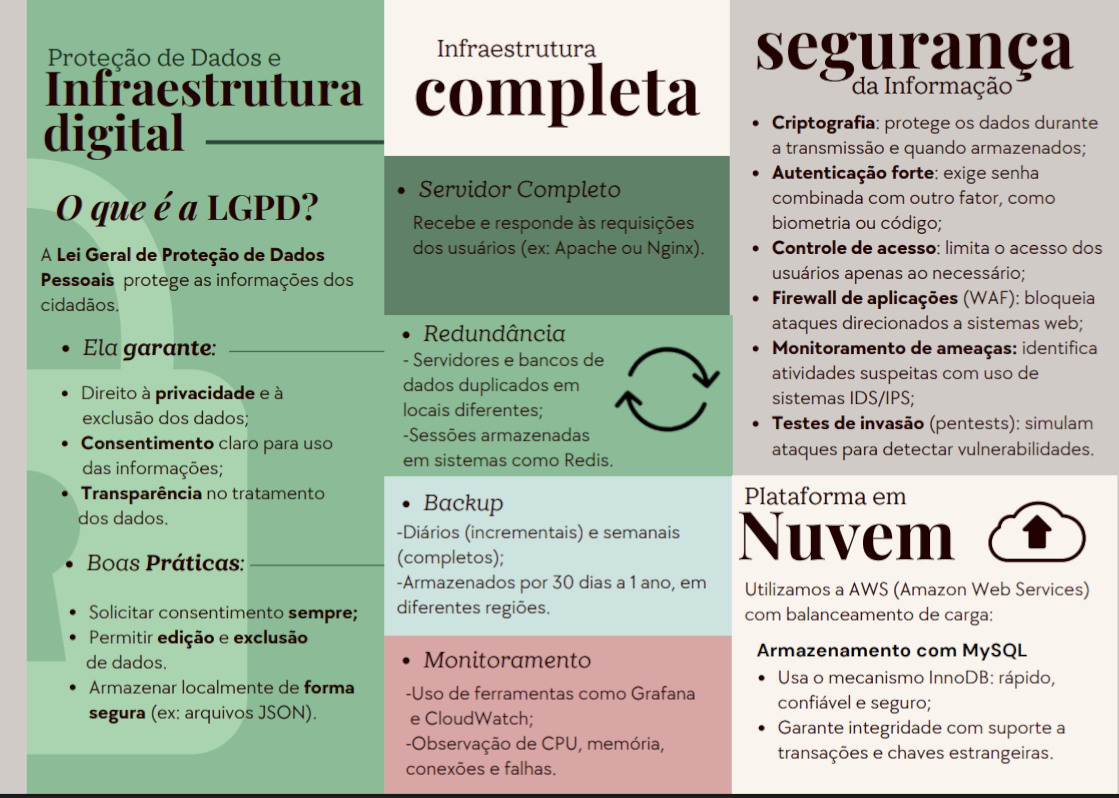 Proteção de Dados e
Infraestrutura
digital
O que é a LGPD?
A Lei Geral de Proteção de Dados
Pessoais protege as informações dos
cidadãos.
• Ela garante:
• Direito à privacidade e à
exclusão dos dados;
• Consentimento claro para uso
das informações;
• Transparência no tratamento
dos dados.
• Boas Práticas:
• Solicitar consentimento sempre;
• Permitir edição e exclusão
de dados.
• Armazenar localmente de forma
segura (ex: arquivos JSON).
Infraestrutura
completa
• Servidor Completo
Recebe e responde às requisições
dos usuários (ex: Apache ou Nginx).
• Redundância
- Servidores e bancos de
dados duplicados em
locais diferentes;
-Sessões armazenadas
em sistemas como Redis.
• Backup
-Diários (incrementais) e semanais
(completos);
-Armazenados por 30 dias a 1 ano, em
diferentes regiões.
• Monitoramento
-Uso de ferramentas como Grafana
e CloudWatch;
-Observação de CPU, memória,
conexões e falhas.
segurança
da Informação
• Criptografia: protege os dados durante
a transmissão e quando armazenados;
• Autenticação forte: exige senha
combinada com outro fator, como
biometria ou código;
• Controle de acesso: limita o acesso dos
usuários apenas ao necessário;
• Firewall de aplicações (WAF): bloqueia
ataques direcionados a sistemas web;
• Monitoramento de ameaças: identifica
atividades suspeitas com uso de
sistemas IDS/IPS;
• Testes de invasão (pentests): simulam
ataques para detectar vulnerabilidades.
Plataforma em
Nuvem
Utilizamos a AWS (Amazon Web Services)
com balanceamento de carga:
Armazenamento com MySQL
• Usa o mecanismo InnoDB: rápido,
confiável e seguro;
• Garante integridade com suporte a
transações e chaves estrangeiras.